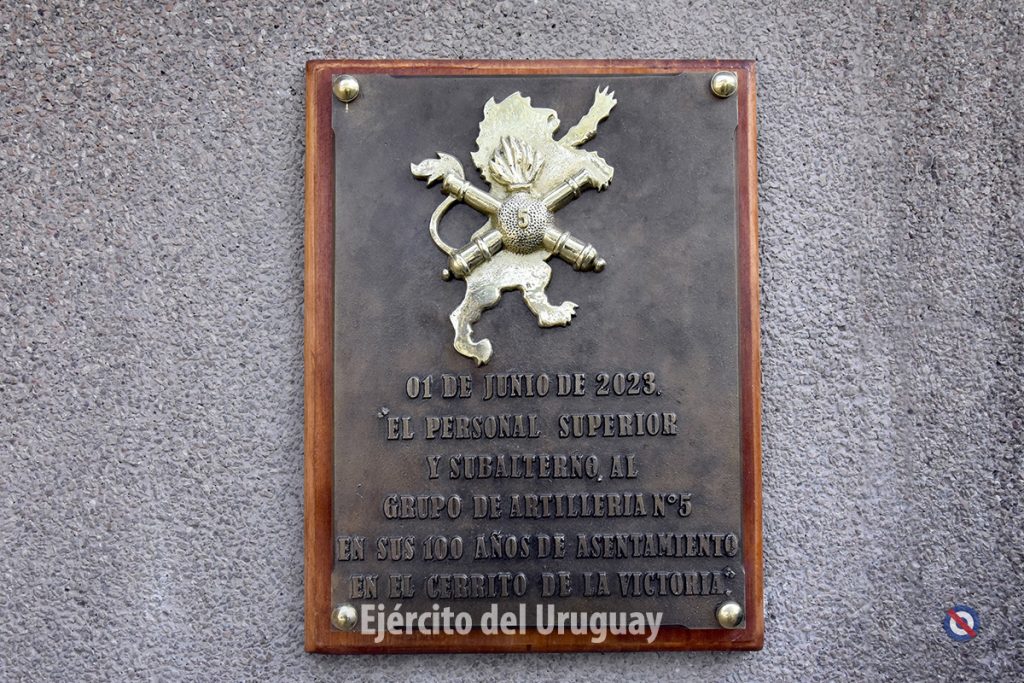 5
01 DE JUNIO DE 2023.
"EL PERSONAL SUPERIOR
Y SUBALTERNO, AL
GRUPO DE ARTILLERIA N°5
EN SUS 100 AÑOS DE ASENTAMIENTO
EN EL CERRITO DE LA VICTORIA."
Ejército del Uruguay